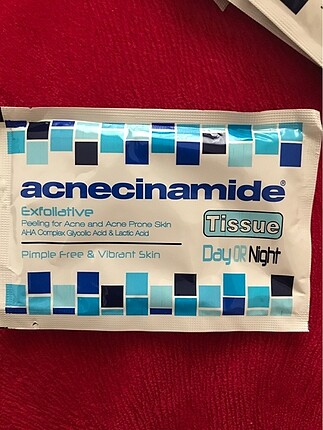 acnecinamide®
Exfoliative
Peeling for Acne and Acne Prone Skin
AHA Complex Glycolic Acid & Lactic Acid
Tissue
Day OR Night
Pimple Free & Vibrant Skin